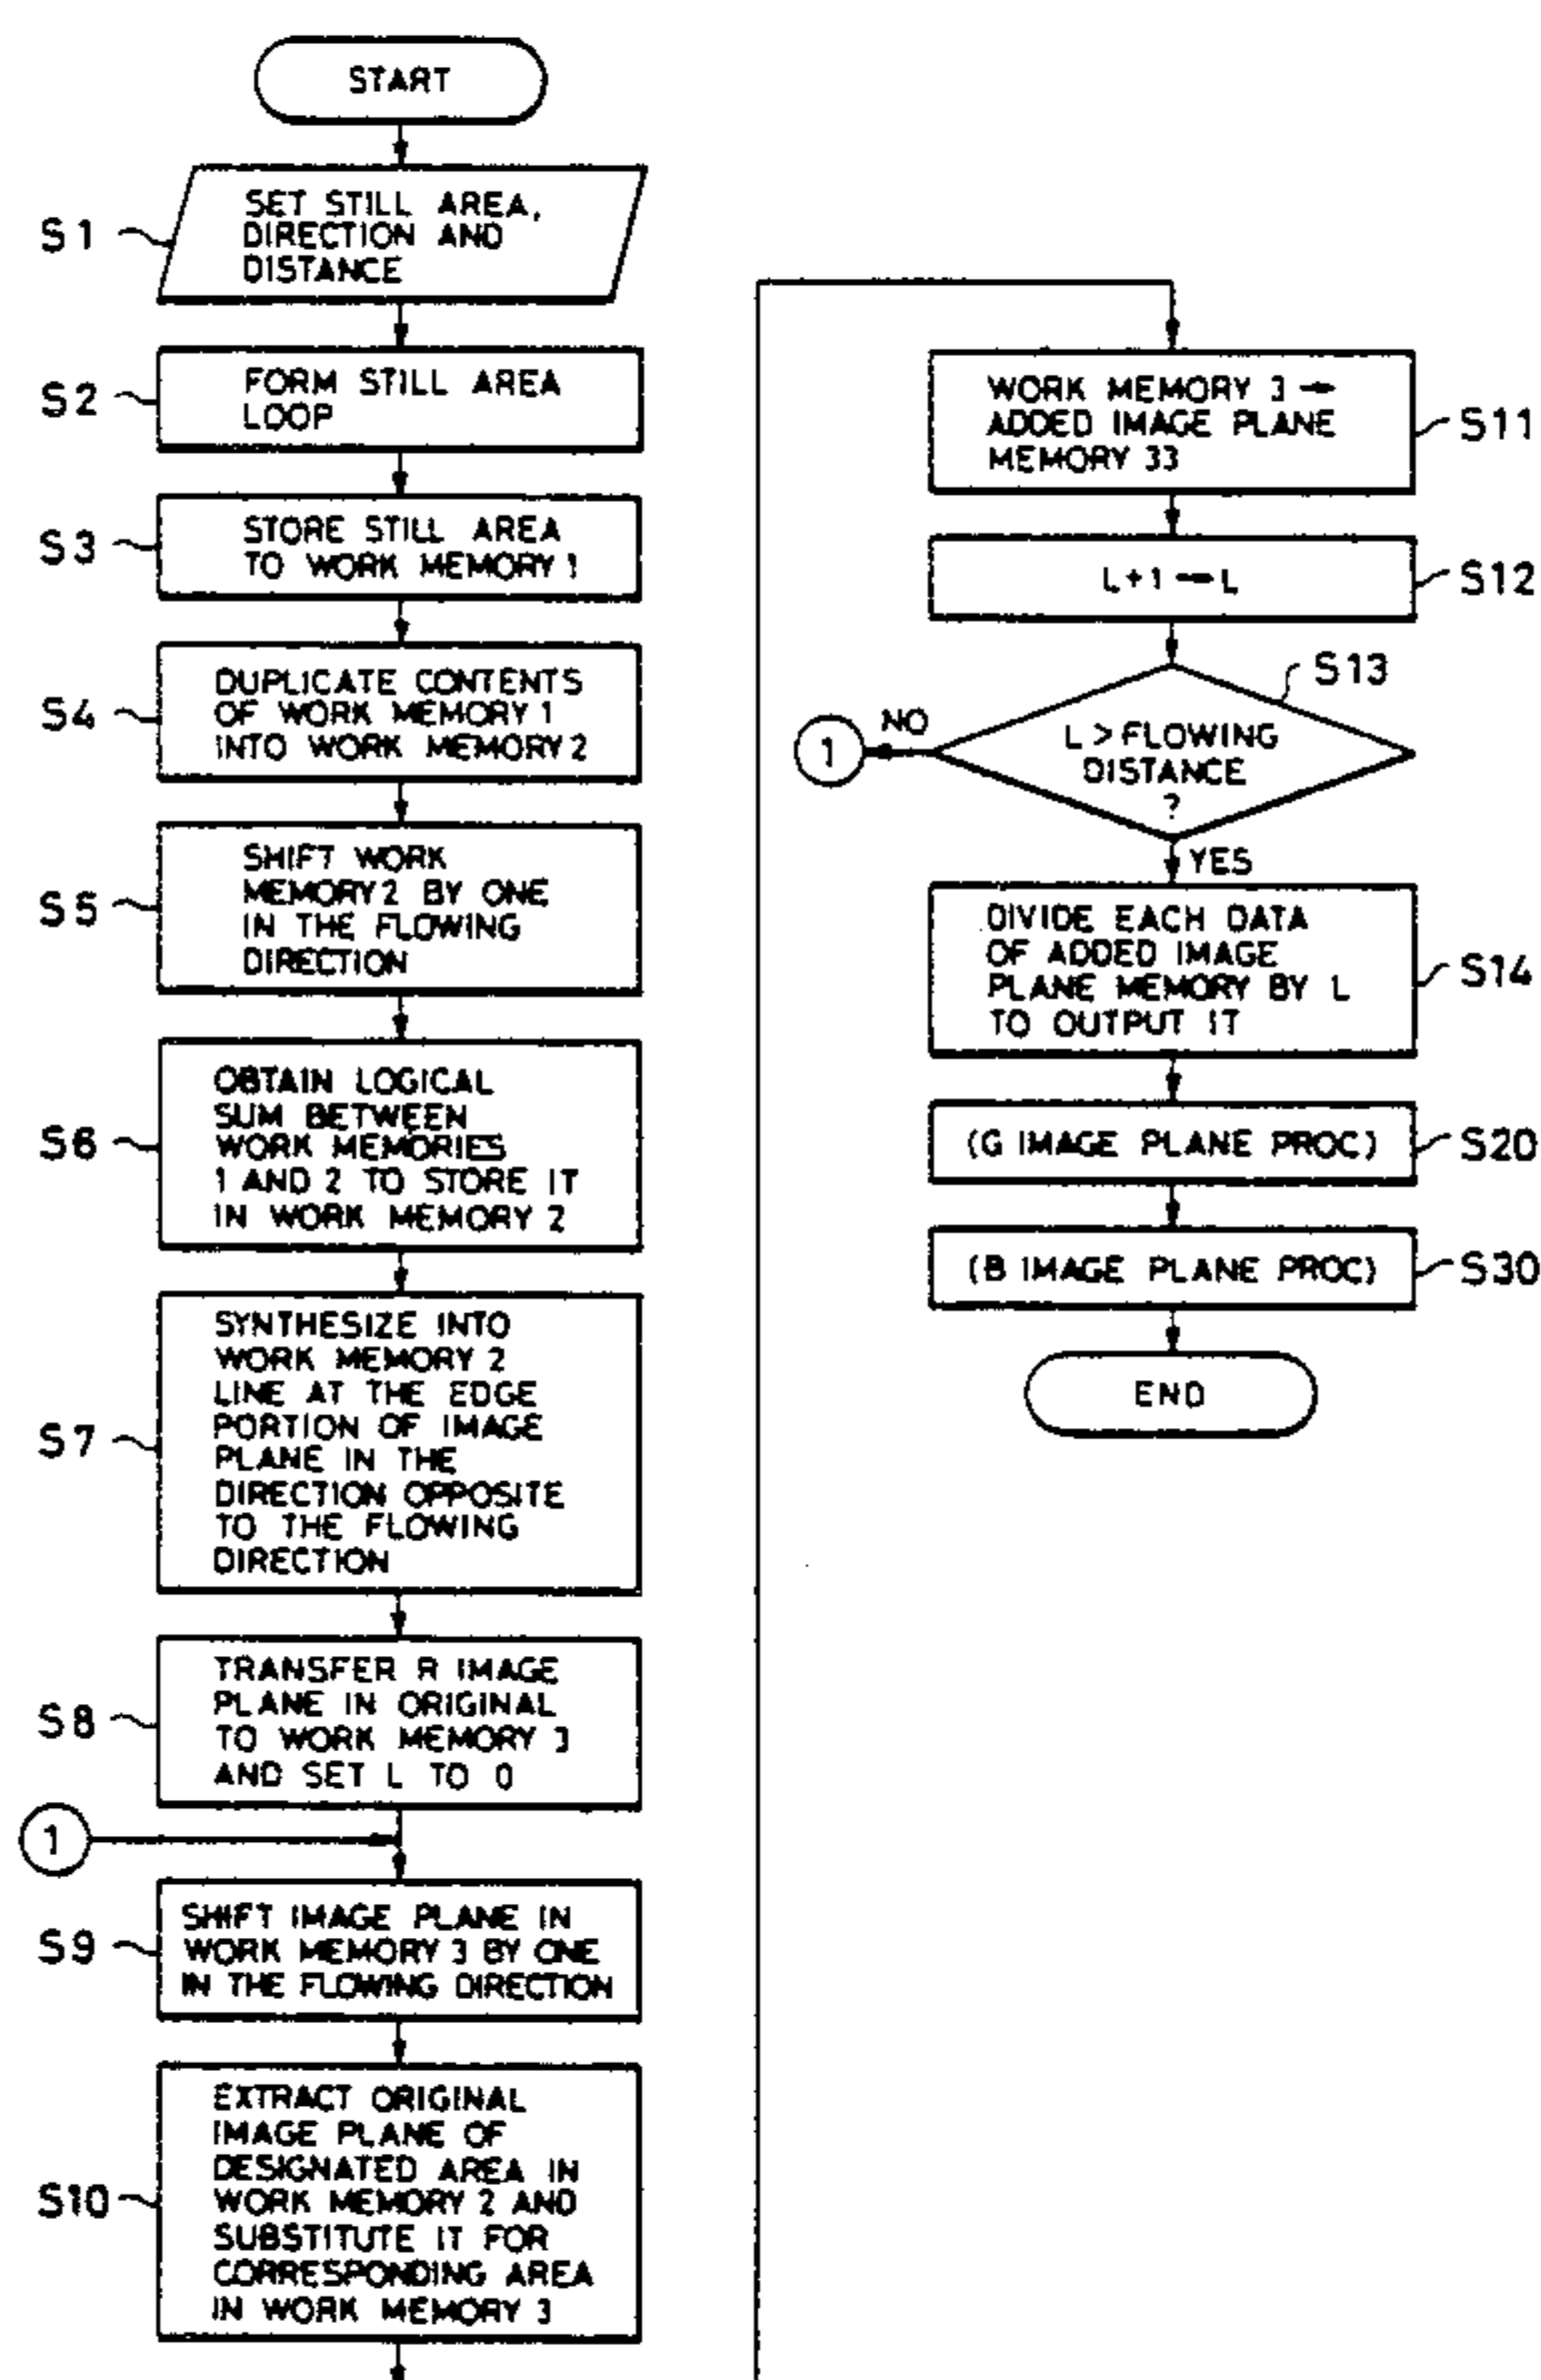 START
S1
SET STILL AREA,
DIRECTION AND
DISTANCE
S2
FORM STILL AREA
LOOP
S3
STORE STILL AREA
TO WORK MEMORY 1
S4
DUPLICATE CONTENTS
OF WORK MEMORY 1
INTO WORK MEMORY 2
S5
SHIFT WORK
MEMORY 2 BY ONE
IN THE FLOWING
DIRECTION
S6
OBTAIN LOGICAL
SUM BETWEEN
WORK MEMORIES
1 AND 2 TO STORE IT
IN WORK MEMORY 2
S7
SYNTHESIZE INTO
WORK MEMORY 2
LINE AT THE EDGE
PORTION OF IMAGE
PLANE IN THE
DIRECTION OPPOSITE
TO THE FLOWING
DIRECTION
S8
TRANSFER R IMAGE
PLANE IN ORIGINAL
TO WORK MEMORY 3
AND SET L TO 0
1
S9
SHIFT IMAGE PLANE IN
WORK MEMORY 3 BY ONE
IN THE FLOWING DIRECTION
S10
EXTRACT ORIGINAL
IMAGE PLANE OF
DESIGNATED AREA IN
WORK MEMORY 2 AND
SUBSTITUTE IT FOR
CORRESPONDING AREA
IN WORK MEMORY 3
WORK MEMORY 3 →
ADDED IMAGE PLANE
MEMORY 33
S11
L + 1 → L
S12
S13
L > FLOWING
DISTANCE
?
NO
1
YES
DIVIDE EACH DATA
OF ADDED IMAGE
PLANE MEMORY BY L
TO OUTPUT IT
S14
(G IMAGE PLANE PROC)
S20
(B IMAGE PLANE PROC)
S30
END